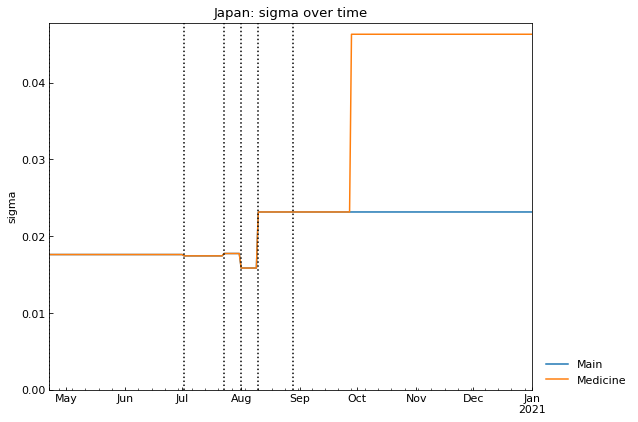 Japan: sigma over time
sigma
0.04
0.03
0.02
0.01
0.00
May Jun Jul Aug Sep Oct Nov Dec Jan
2021
Main
Medicine